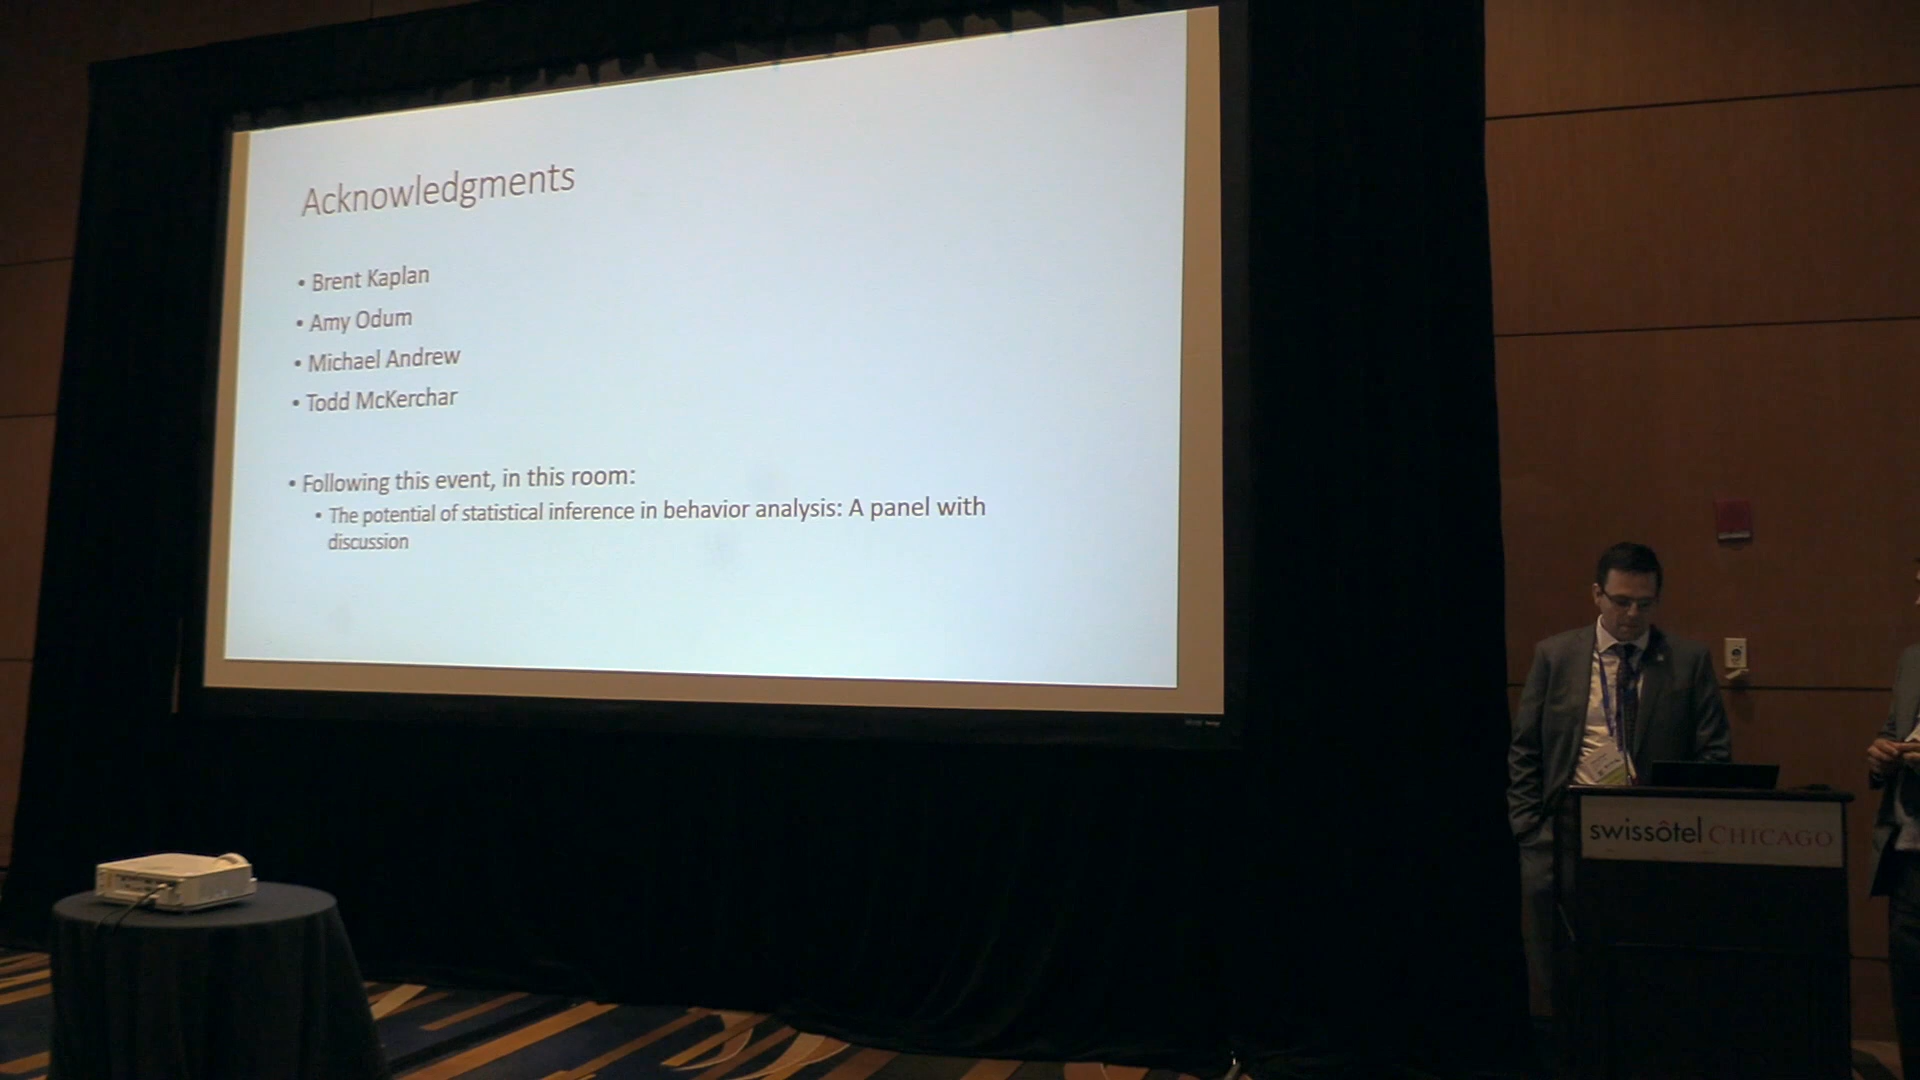 Acknowledgments
• Brent Kaplan
• Amy Odum
• Michael Andrew
• Todd McKerchar
• Following this event, in this room:
• The potential of statistical inference in behavior analysis: A panel with
discussion
swissôtel CHICAGO